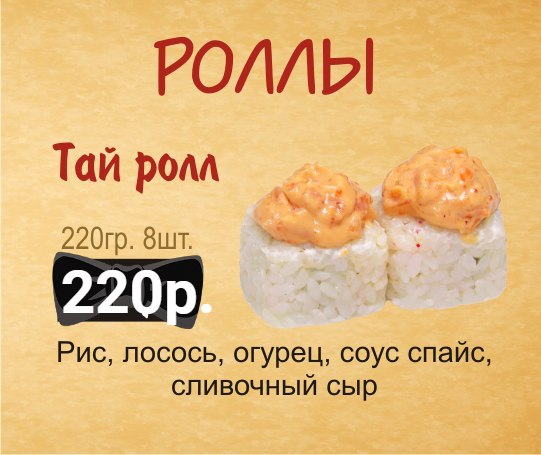 РОЛЛЫ
Тай ролл
220гр. 8шт.
220р.
Рис, лосось, огурец, соус спайс,
сливочный сыр